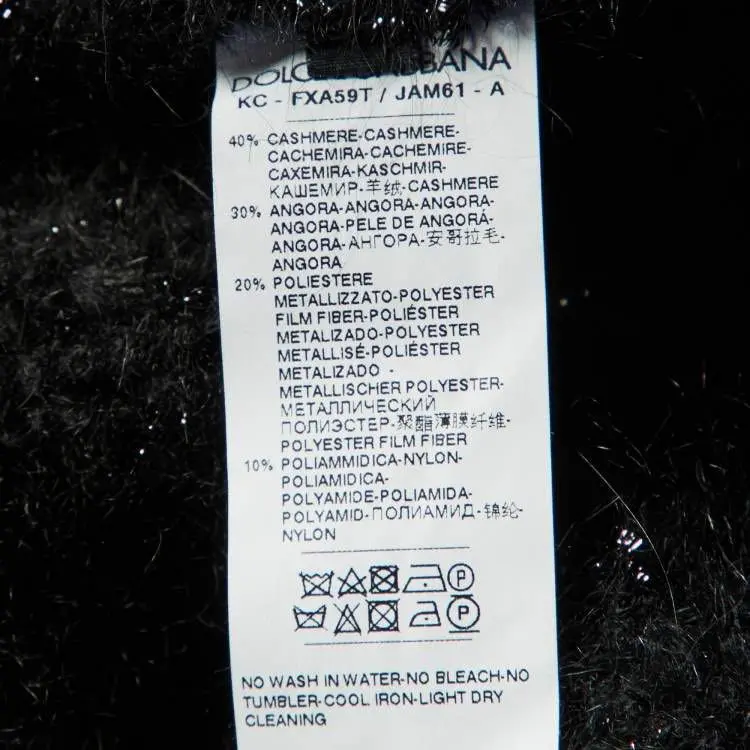 KC - FXA59T / JAM61 - A
40% CASHMERE-CASHMERE-
CACHEMIRA-CACHEMIRE-
CAXEMIRA-KASCHMIR-
КАШЕМИР-羊绒-CASHMERE
30% ANGORA-ANGORA-ANGORA-
ANGORA-PELE DE ANGORÁ-
ANGORA-АНГОРА-安哥拉毛-
ANGORA
20% POLIESTERE
METALLIZZATO-POLYESTER
FILM FIBER-POLIÉSTER
METALIZADO-POLYESTER
METALLISÉ-POLIÉSTER
METALIZADO -
METALLISCHER POLYESTER-
МЕТАЛЛИЧЕСКИЙ
ПОЛИЭСТЕР-聚酯薄膜纤维-
POLYESTER FILM FIBER
10% POLIAMMIDICA-NYLON-
POLIAMIDICA-
POLYAMIDE-POLIAMIDA-
POLYAMID-ПОЛИАМИД-锦纶-
NYLON
P
P
NO WASH IN WATER-NO BLEACH-NO
TUMBLER-COOL IRON-LIGHT DRY
CLEANING